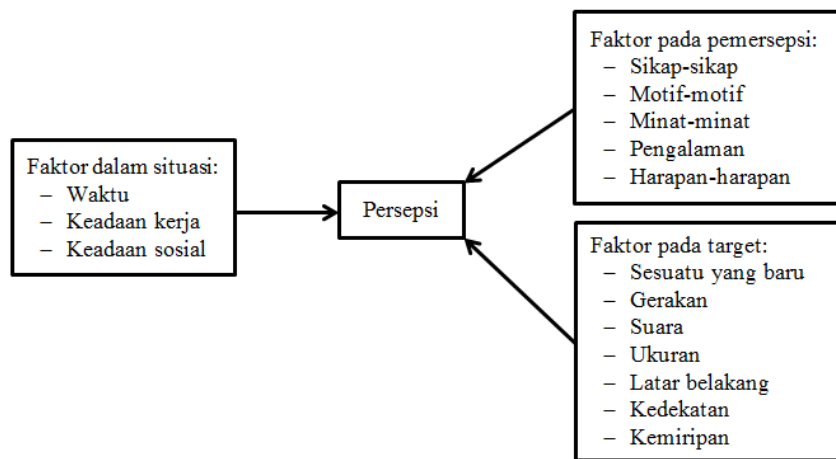 Faktor dalam situasi:
– Waktu
– Keadaan kerja
– Keadaan sosial
Persepsi
Faktor pada pemersepsi:
– Sikap-sikap
– Motif-motif
– Minat-minat
– Pengalaman
– Harapan-harapan
Faktor pada target:
– Sesuatu yang baru
– Gerakan
– Suara
– Ukuran
– Latar belakang
– Kedekatan
– Kemiripan